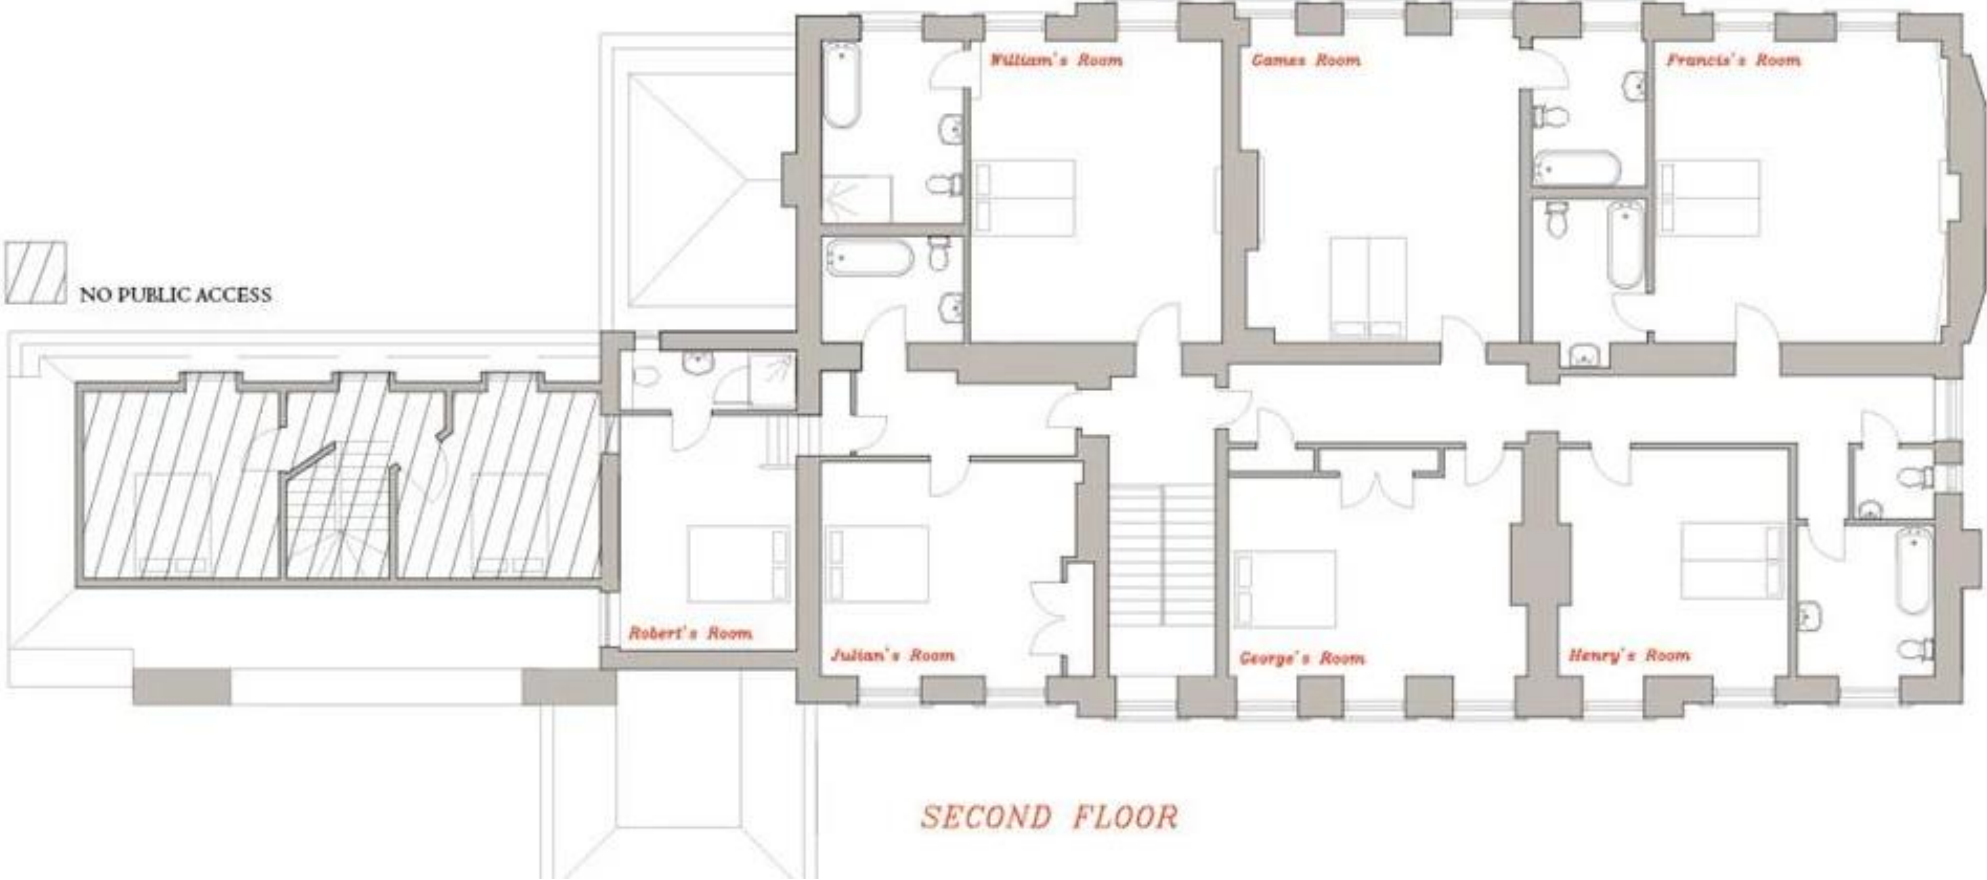 William's Room
Games Room
Francis's Room
NO PUBLIC ACCESS
Robert's Room
Julian's Room
George's Room
Henry's Room
SECOND FLOOR